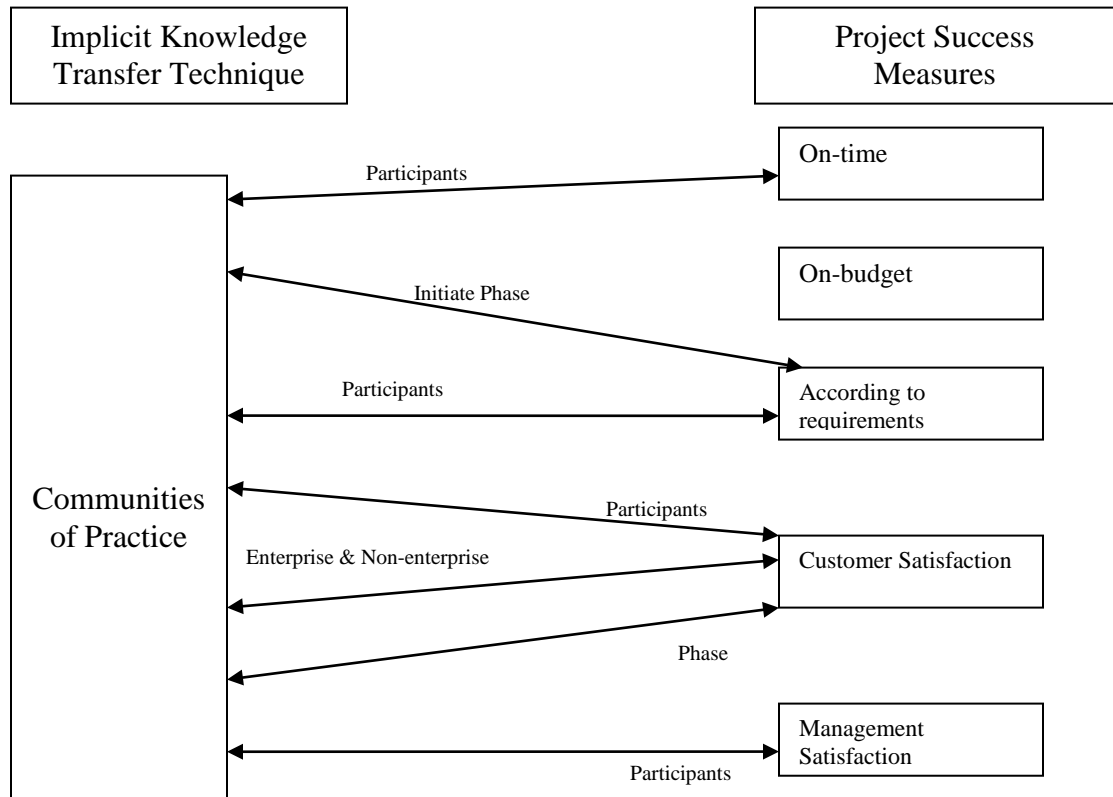 Implicit Knowledge
Transfer Technique
Project Success
Measures
On-time
Participants
On-budget
Initiate Phase
According to
requirements
Participants
Communities
of Practice
Participants
Enterprise & Non-enterprise
Customer Satisfaction
Phase
Management
Satisfaction
Participants